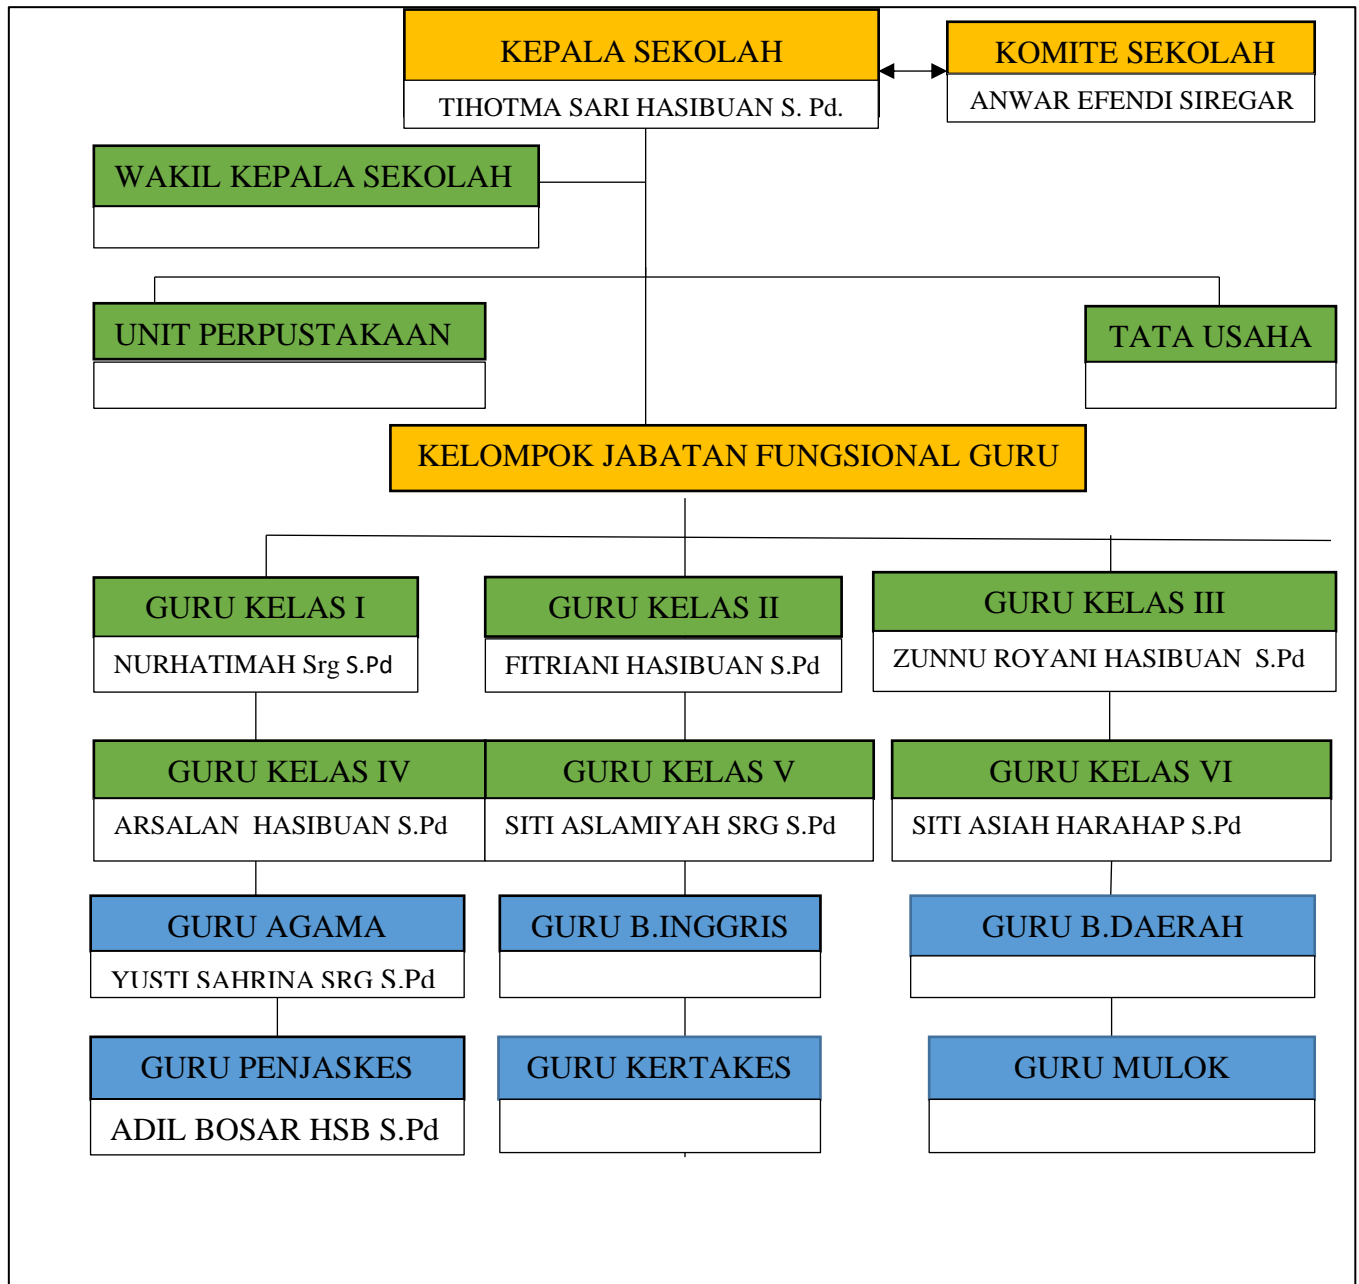 KEPALA SEKOLAH
TIHOTMA SARI HASIBUAN S. Pd.
KOMITE SEKOLAH
ANWAR EFENDI SIREGAR
WAKIL KEPALA SEKOLAH
UNIT PERPUSTAKAAN
TATA USAHA
KELOMPOK JABATAN FUNGSIONAL GURU
GURU KELAS I
NURHATIMAH Srg S.Pd
GURU KELAS II
FITRIANI HASIBUAN S.Pd
GURU KELAS III
ZUNNU ROYANI HASIBUAN  S.Pd
GURU KELAS IV
ARSALAN  HASIBUAN S.Pd
GURU KELAS V
SITI ASLAMIYAH SRG S.Pd
GURU KELAS VI
SITI ASIAH HARAHAP S.Pd
GURU AGAMA
YUSTI SAHRINA SRG S.Pd
GURU B.INGGRIS
GURU B.DAERAH
GURU PENJASKES
ADIL BOSAR HSB S.Pd
GURU KERTAKES
GURU MULOK